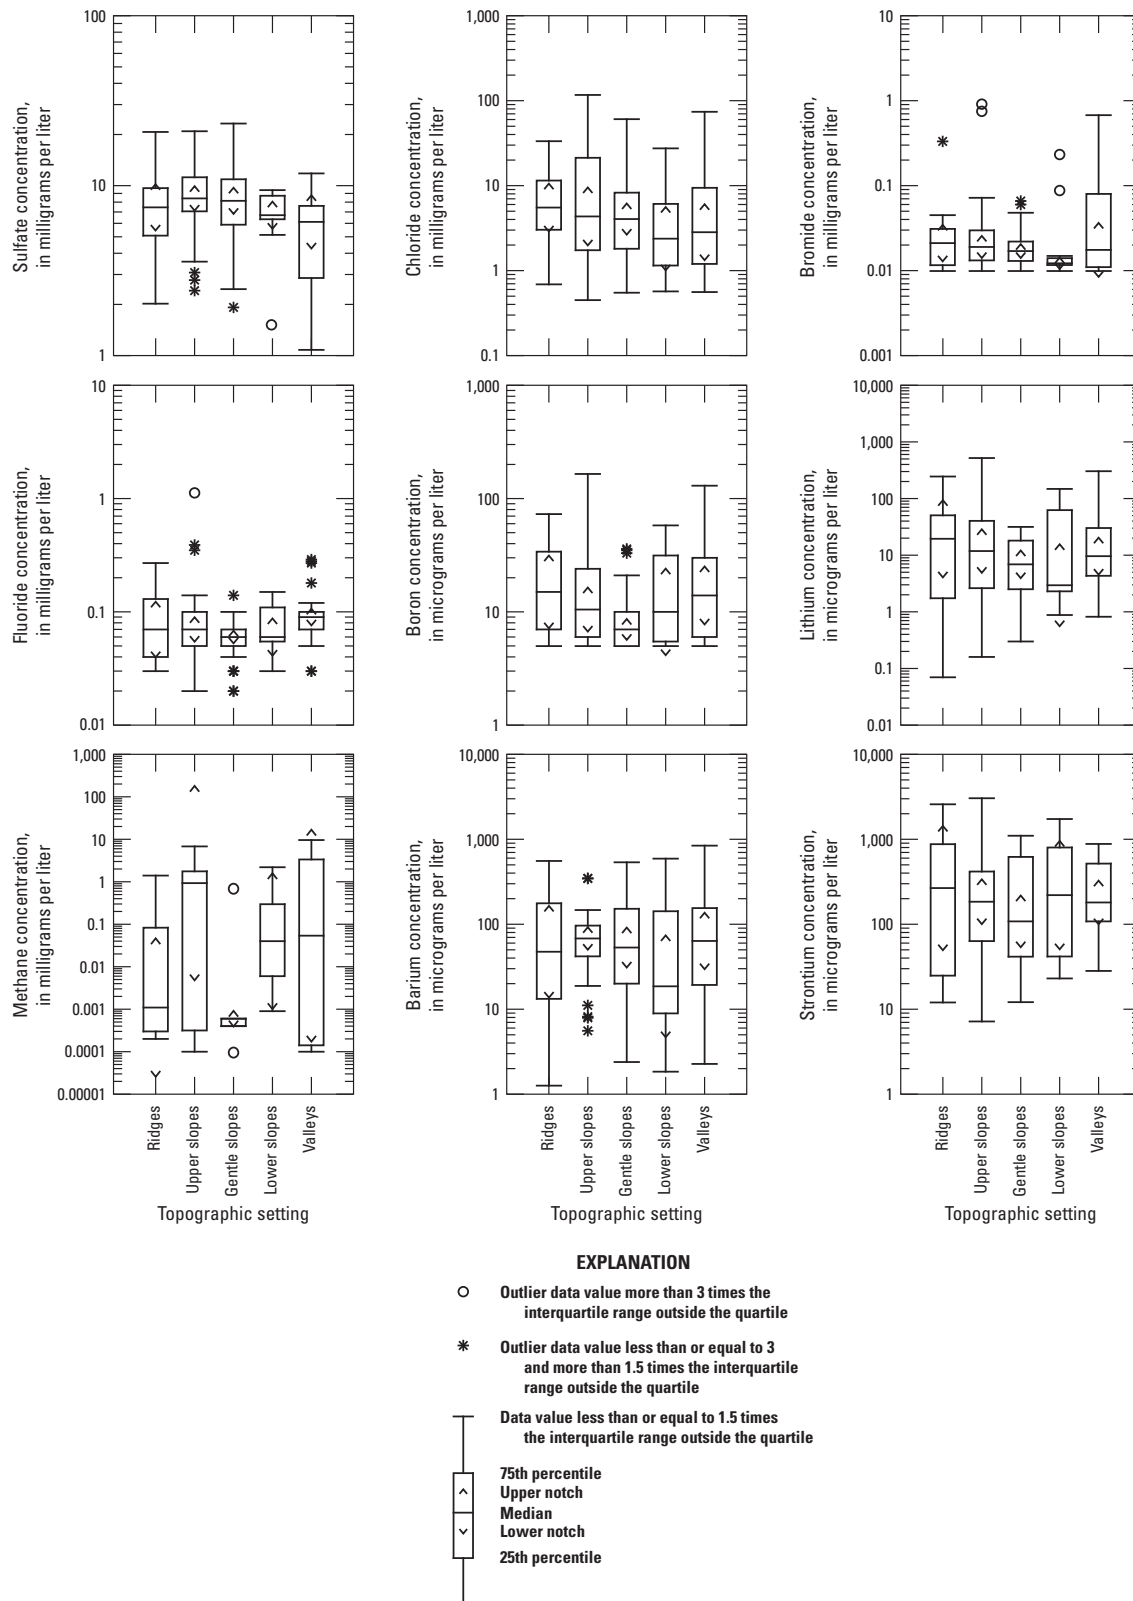 Sulfate concentration,
in milligrams per liter
100
10
1
Chloride concentration,
in milligrams per liter
1,000
100
10
1
0.1
Bromide concentration,
in milligrams per liter
10
1
0.1
0.01
0.001
Fluoride concentration,
in milligrams per liter
10
1
0.1
0.01
Boron concentration,
in micrograms per liter
1,000
100
10
1
Lithium concentration,
in micrograms per liter
10,000
1,000
100
10
1
0.1
0.01
Methane concentration,
in milligrams per liter
1,000
100
10
1
0.1
0.01
0.001
0.0001
0.00001
Barium concentration,
in micrograms per liter
10,000
1,000
100
10
1
Strontium concentration,
in micrograms per liter
10,000
1,000
100
10
1
Ridges
Upper slopes
Gentle slopes
Lower slopes
Valleys
Topographic setting
Ridges
Upper slopes
Gentle slopes
Lower slopes
Valleys
Topographic setting
Ridges
Upper slopes
Gentle slopes
Lower slopes
Valleys
Topographic setting
EXPLANATION
Outlier data value more than 3 times the
interquartile range outside the quartile
Outlier data value less than or equal to 3
and more than 1.5 times the interquartile
range outside the quartile
Data value less than or equal to 1.5 times
the interquartile range outside the quartile
75th percentile
Upper notch
Median
Lower notch
25th percentile